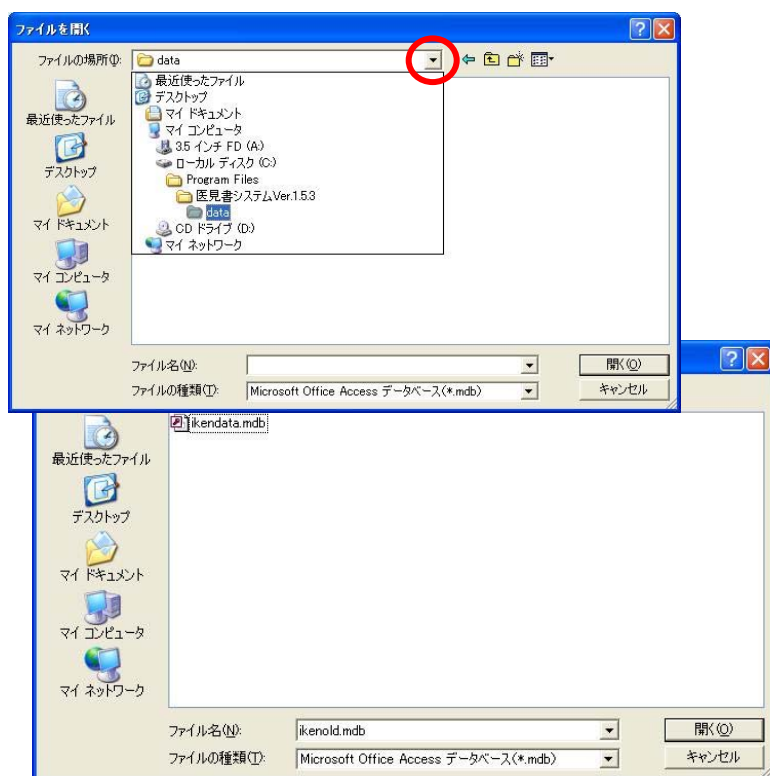 ファイルを開く
ファイルの場所(I):
data
最近使ったファイル
デスクトップ
マイ ドキュメント
マイ コンピュータ
3.5 インチ FD (A:)
ローカル ディスク (C:)
Program Files
医見書システムVer.1.5.3
data
CD ドライブ (D:)
マイ ネットワーク
最近使ったファイル
デスクトップ
マイ ドキュメント
マイ コンピュータ
マイ ネットワーク
ファイル名(N):
開く(O)
ファイルの種類(T):
Microsoft Office Access データベース(*.mdb)
キャンセル
ikendata.mdb
最近使ったファイル
デスクトップ
マイ ドキュメント
マイ コンピュータ
マイ ネットワーク
ファイル名(N):
ikenold.mdb
開く(O)
ファイルの種類(T):
Microsoft Office Access データベース(*.mdb)
キャンセル